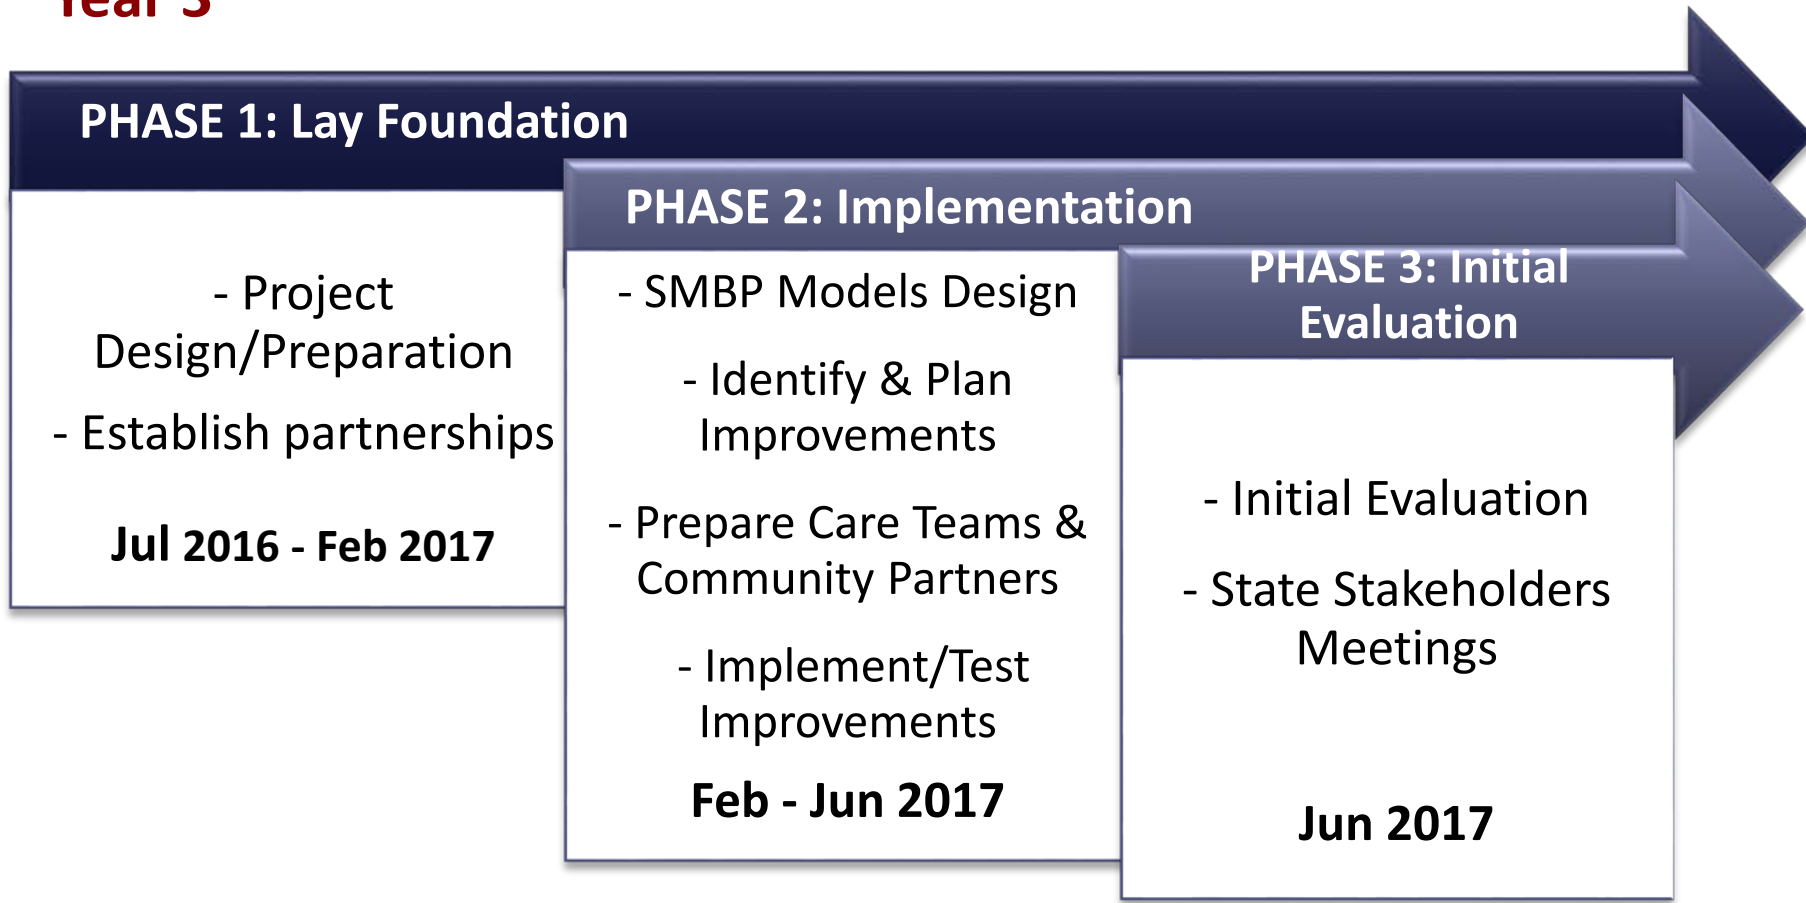 Year 3
PHASE 1: Lay Foundation
- Project
Design/Preparation
- Establish partnerships
Jul 2016 - Feb 2017
PHASE 2: Implementation
- SMBP Models Design
- Identify & Plan
Improvements
- Prepare Care Teams &
Community Partners
- Implement/Test
Improvements
Feb - Jun 2017
PHASE 3: Initial
Evaluation
- Initial Evaluation
- State Stakeholders
Meetings
Jun 2017